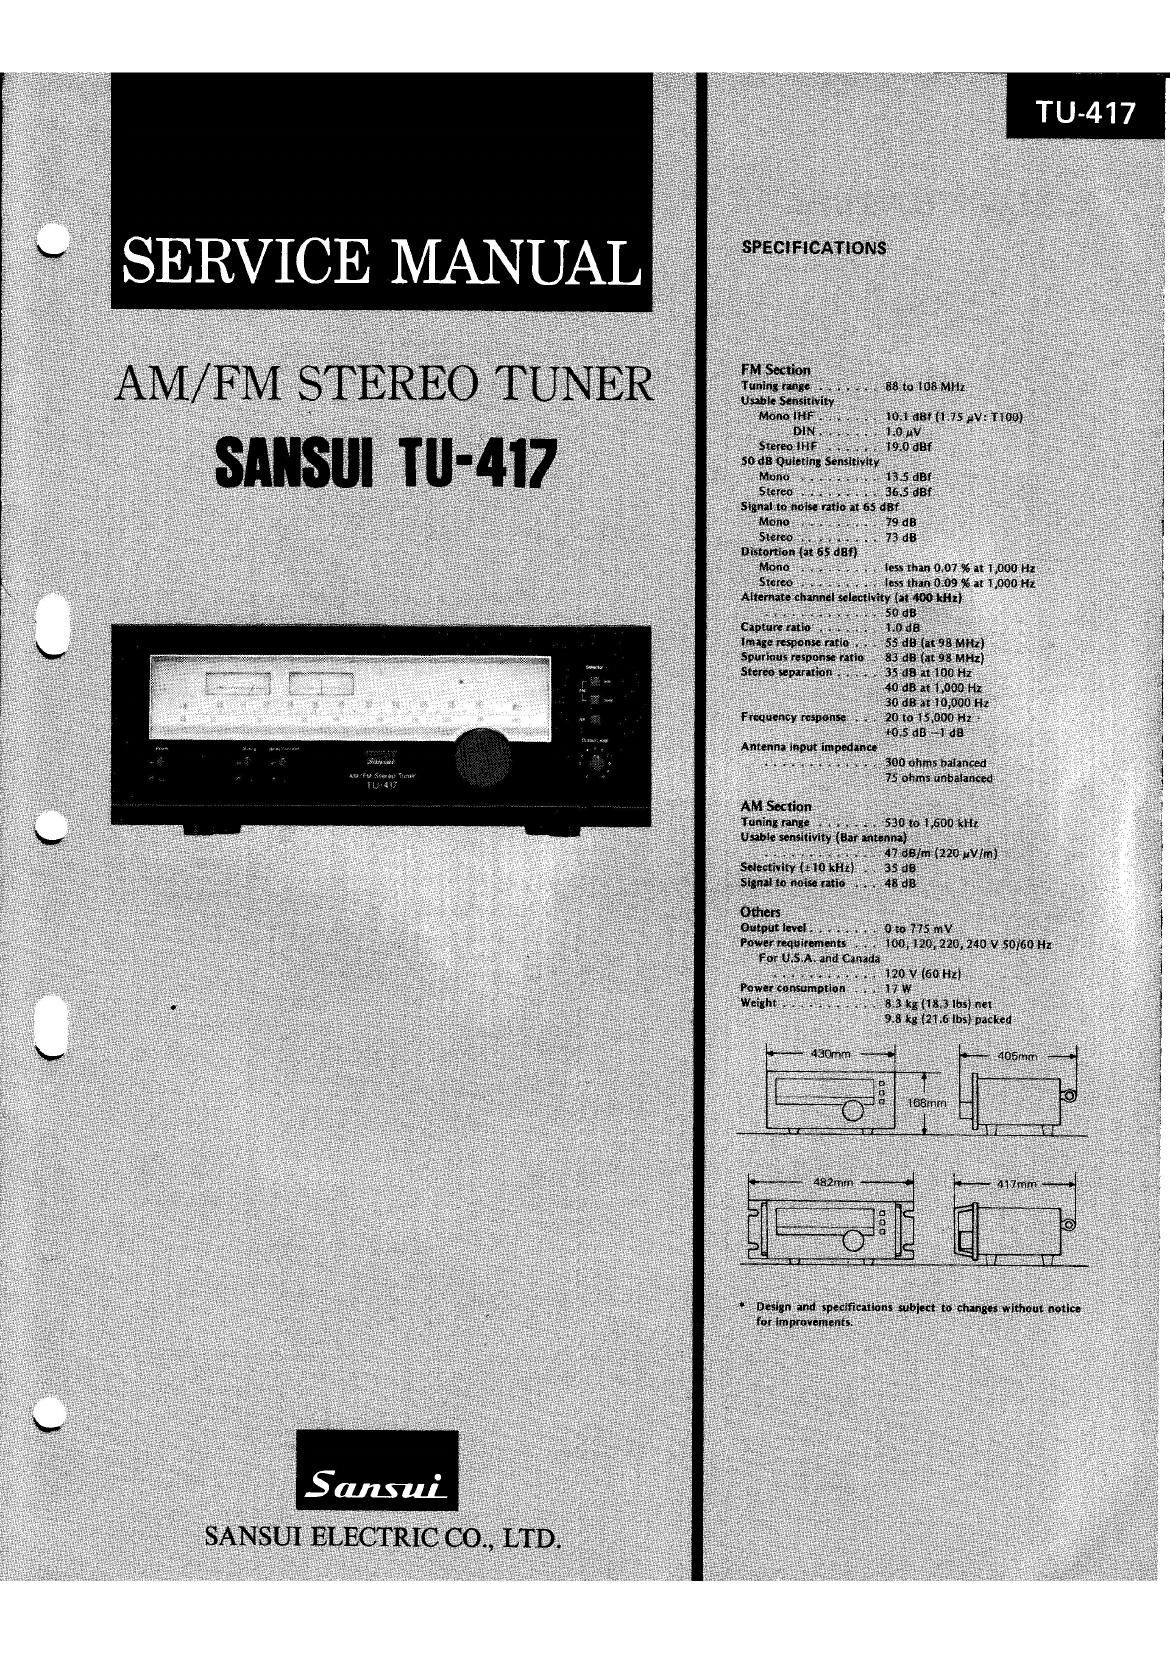 TU-417
SERVICE MANUAL
AM/FM STEREO TUNER
SANSUI TU-417
Sansui
AM/FM Stereo Tuner
TU-417
Sansui
SANSUI ELECTRIC CO., LTD.
SPECIFICATIONS
FM Section
Tuning range . . . . . . . 88 to 108 MHz
Usable Sensitivity
Mono IHF . . . . . . . 10.1 dBf (1.75 µV: T100)
DIN . . . . . . 1.0 µV
Stereo IHF . . . . . . 19.0 dBf
50 dB Quieting Sensitivity
Mono . . . . . . . . . 13.5 dBf
Stereo . . . . . . . . . 36.5 dBf
Signal to noise ratio at 65 dBf
Mono . . . . . . . . . 79 dB
Stereo . . . . . . . . . 73 dB
Distortion (at 65 dBf)
Mono . . . . . . . . . less than 0.07 % at 1,000 Hz
Stereo . . . . . . . . . less than 0.09 % at 1,000 Hz
Alternate channel selectivity (at 400 kHz)
. . . . . . . . . . . . . 50 dB
Capture ratio . . . . . . . 1.0 dB
Image response ratio . . . 55 dB (at 98 MHz)
Spurious response ratio 83 dB (at 98 MHz)
Stereo separation . . . . . 35 dB at 100 Hz
40 dB at 1,000 Hz
30 dB at 10,000 Hz
Frequency response . . . 20 to 15,000 Hz
+0.5 dB −1 dB
Antenna input impedance
. . . . . . . . . . . . . 300 ohms balanced
75 ohms unbalanced
AM Section
Tuning range . . . . . . . 530 to 1,600 kHz
Usable sensitivity (Bar antenna)
. . . . . . . . . . . . . 47 dB/m (220 µV/m)
Selectivity (±10 kHz) . . 35 dB
Signal to noise ratio . . . 48 dB
Others
Output level . . . . . . . . 0 to 775 mV
Power requirements . . . 100, 120, 220, 240 V 50/60 Hz
For U.S.A. and Canada
. . . . . . . . . . . . 120 V (60 Hz)
Power consumption . . . 17 W
Weight . . . . . . . . . . . 8.3 kg (18.3 lbs) net
9.8 kg (21.6 lbs) packed
430mm
405mm
168mm
482mm
417mm
* Design and specifications subject to changes without notice
for improvements.